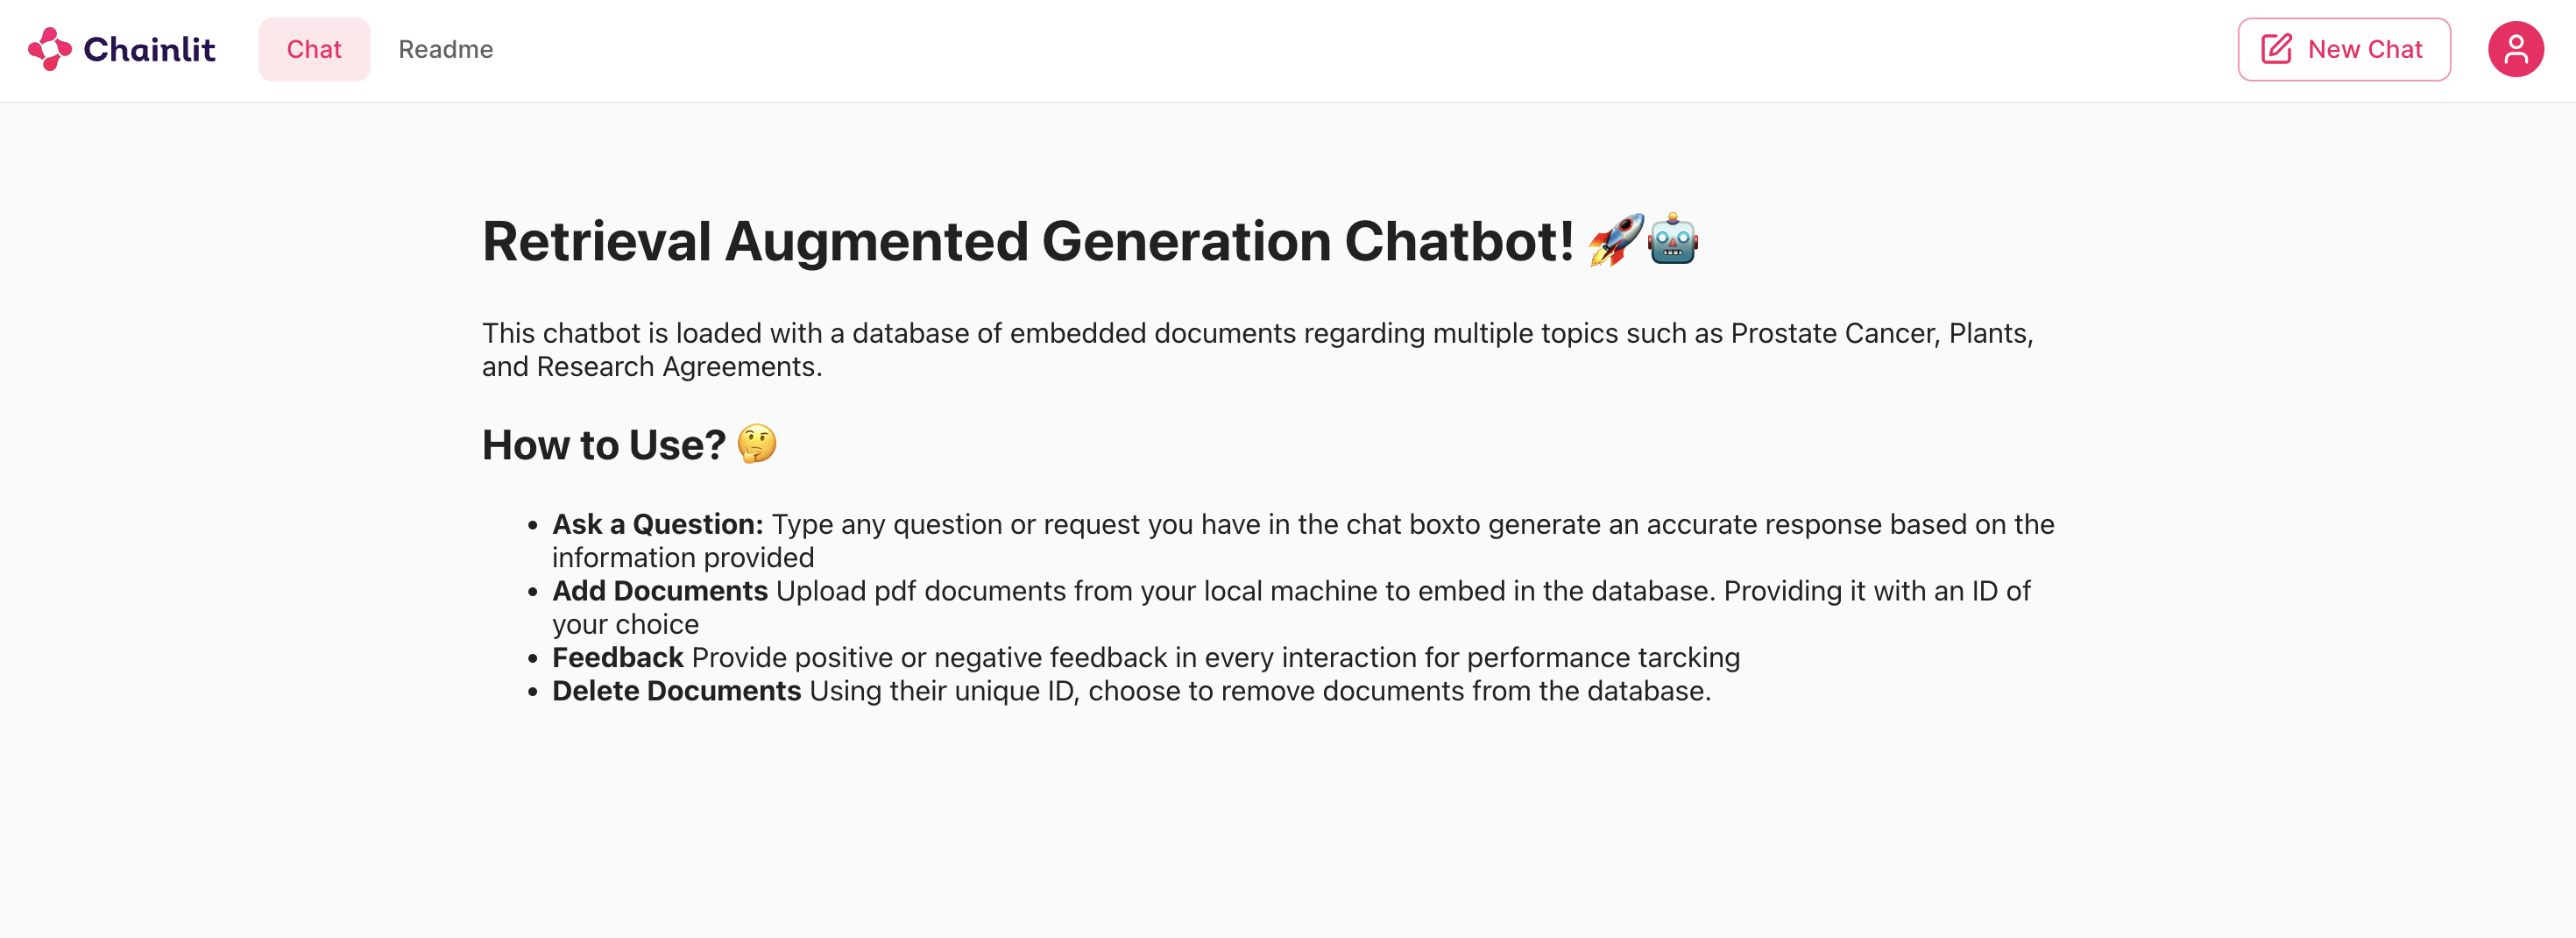 Chainlit
Chat
Readme
New Chat
Retrieval Augmented Generation Chatbot! 🚀🤖
This chatbot is loaded with a database of embedded documents regarding multiple topics such as Prostate Cancer, Plants,
and Research Agreements.
How to Use? 🤔
• Ask a Question: Type any question or request you have in the chat boxto generate an accurate response based on the
information provided
• Add Documents Upload pdf documents from your local machine to embed in the database. Providing it with an ID of
your choice
• Feedback Provide positive or negative feedback in every interaction for performance tarcking
• Delete Documents Using their unique ID, choose to remove documents from the database.